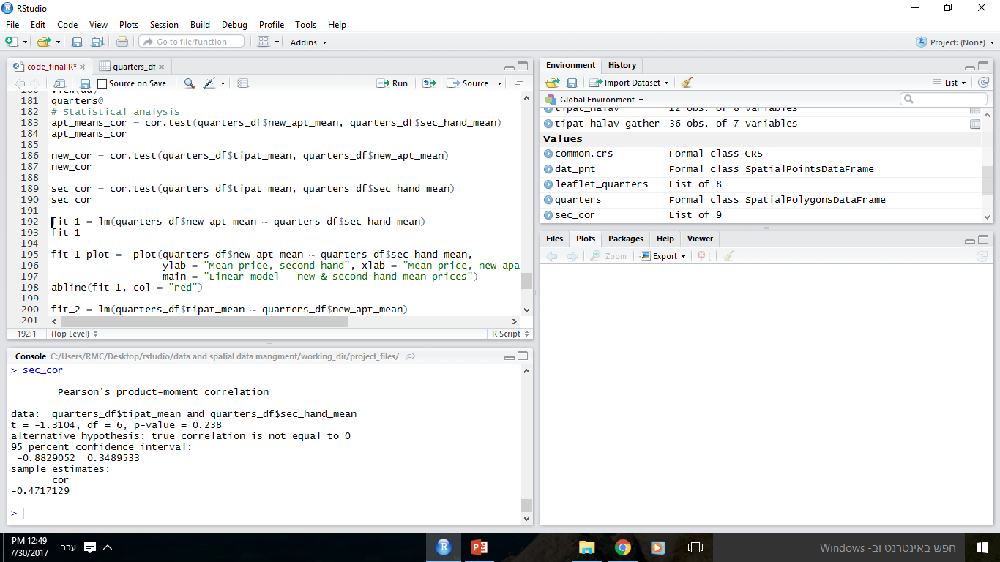 RStudio
File Edit Code View Plots Session Build Debug Profile Tools Help
Go to file/function Addins Project: (None)
code_final.R* quarters_df
Source on Save Run Source
181 quarters@
182 # Statistical analysis
183 apt_means_cor = cor.test(quarters_df$new_apt_mean, quarters_df$sec_hand_mean)
184 apt_means_cor
185
186 new_cor = cor.test(quarters_df$tipat_mean, quarters_df$new_apt_mean)
187 new_cor
188
189 sec_cor = cor.test(quarters_df$tipat_mean, quarters_df$sec_hand_mean)
190 sec_cor
191
192 fit_1 = lm(quarters_df$new_apt_mean ~ quarters_df$sec_hand_mean)
193 fit_1
194
195 fit_1_plot =  plot(quarters_df$new_apt_mean ~ quarters_df$sec_hand_mean,
196 ylab = "Mean price, second hand", xlab = "Mean price, new apa
197 main = "Linear model - new & second hand mean prices")
198 abline(fit_1, col = "red")
199
200 fit_2 = lm(quarters_df$tipat_mean ~ quarters_df$new_apt_mean)
201
192:1 (Top Level) R Script
Console C:/Users/RMC/Desktop/rstudio/data and spatial data mangment/working_dir/project_files/
> sec_cor
Pearson's product-moment correlation
data:  quarters_df$tipat_mean and quarters_df$sec_hand_mean
t = -1.3104, df = 6, p-value = 0.238
alternative hypothesis: true correlation is not equal to 0
95 percent confidence interval:
-0.8829052  0.3489533
sample estimates:
cor
-0.4717129
>
Environment History
Import Dataset List
Global Environment
tipat_halav 12 obs. of 8 variables
tipat_halav_gather 36 obs. of 7 variables
Values
common.crs Formal class CRS
dat_pnt Formal class SpatialPointsDataFrame
leaflet_quarters List of 8
quarters Formal class SpatialPolygonsDataFrame
sec_cor List of 9
Files Plots Packages Help Viewer
Zoom Export
PM 12:49
7/30/2017
עבר
חפש באינטרנט וב- Windows